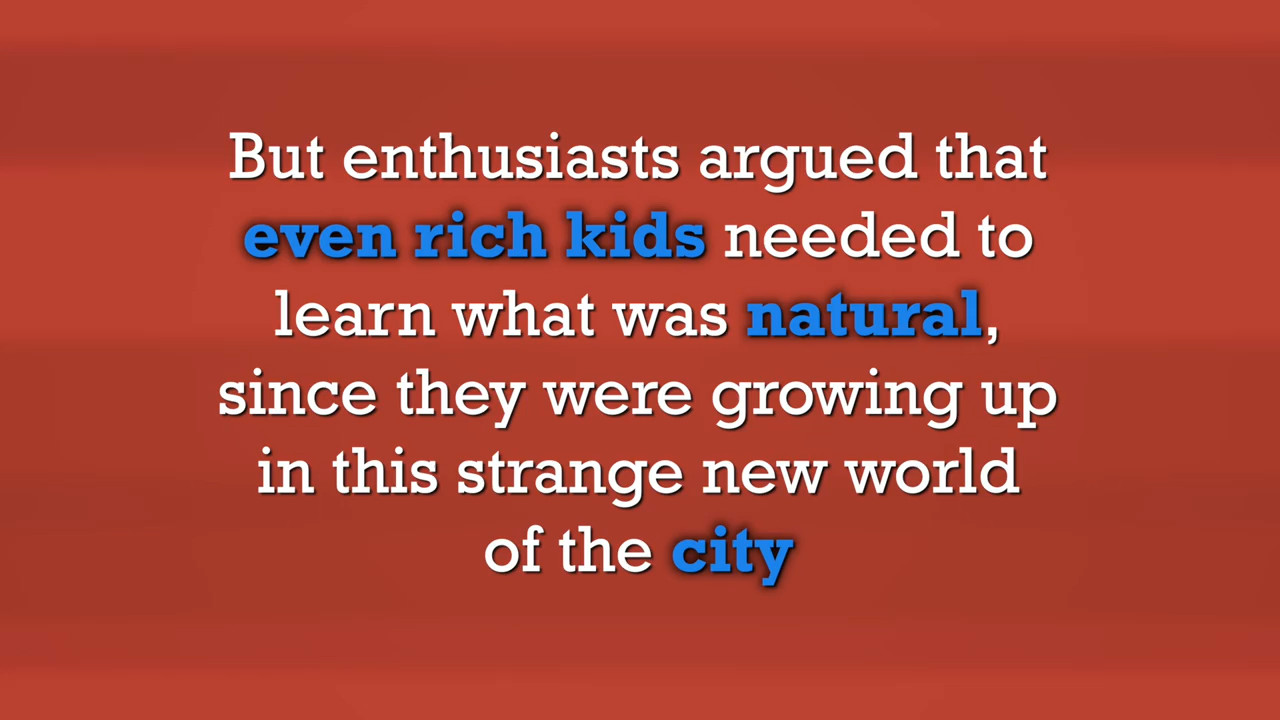 But enthusiasts argued that
even rich kids needed to
learn what was natural,
since they were growing up
in this strange new world
of the city